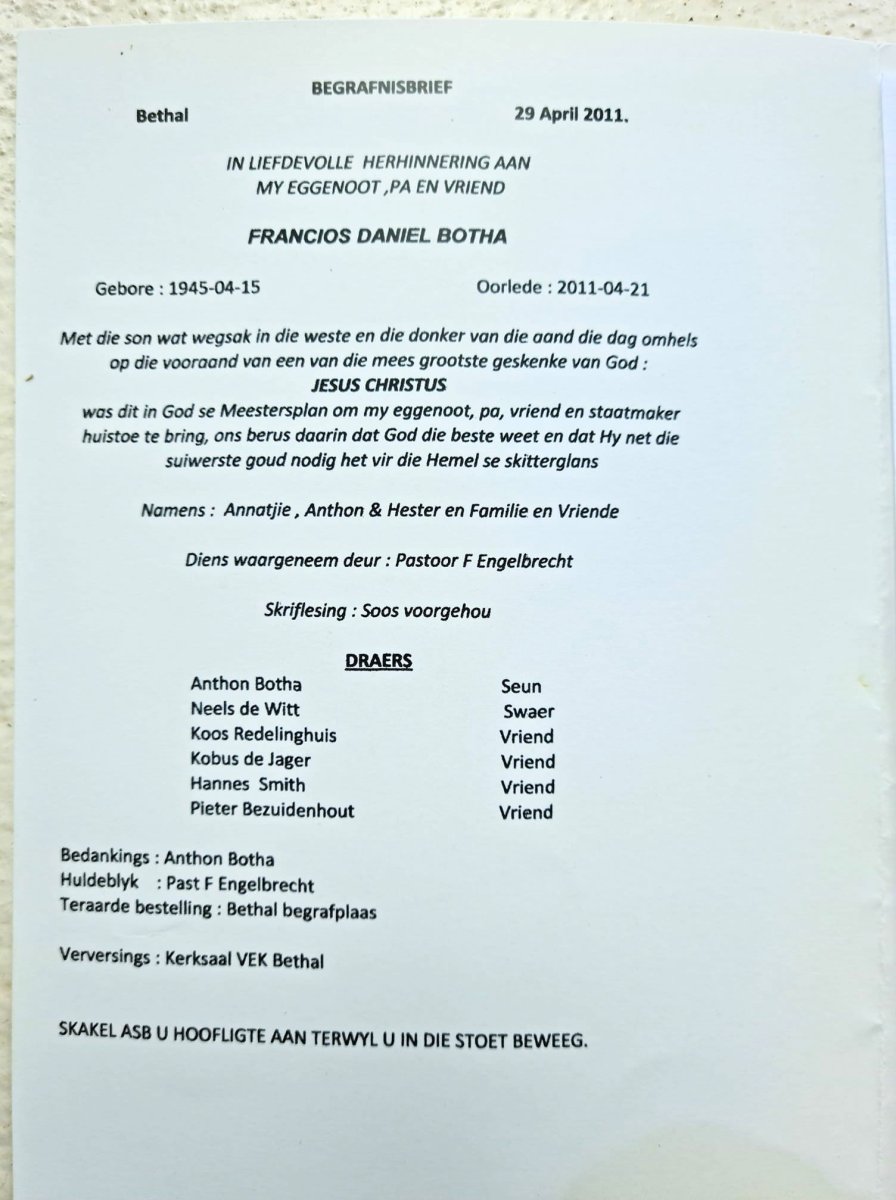 BEGRAFNISBRIEF
Bethal 29 April 2011.
IN LIEFDEVOLLE HERHINNERING AAN
MY EGGENOOT ,PA EN VRIEND
FRANCIOS DANIEL BOTHA
Gebore : 1945-04-15 Oorlede : 2011-04-21
Met die son wat wegsak in die weste en die donker van die aand die dag omhels
op die vooraand van een van die mees grootste geskenke van God :
JESUS CHRISTUS
was dit in God se Meestersplan om my eggenoot, pa, vriend en staatmaker
huistoe te bring, ons berus daarin dat God die beste weet en dat Hy net die
suiwerste goud nodig het vir die Hemel se skitterglans
Namens : Annatjie , Anthon & Hester en Familie en Vriende
Diens waargeneem deur : Pastoor F Engelbrecht
Skriflesing : Soos voorgehou
DRAERS
Anthon Botha Seun
Neels de Witt Swaer
Koos Redelinghuis Vriend
Kobus de Jager Vriend
Hannes Smith Vriend
Pieter Bezuidenhout Vriend
Bedankings : Anthon Botha
Huldeblyk : Past F Engelbrecht
Teraarde bestelling : Bethal begrafplaas
Verversings : Kerksaal VEK Bethal
SKAKEL ASB U HOOFLIGTE AAN TERWYL U IN DIE STOET BEWEEG.